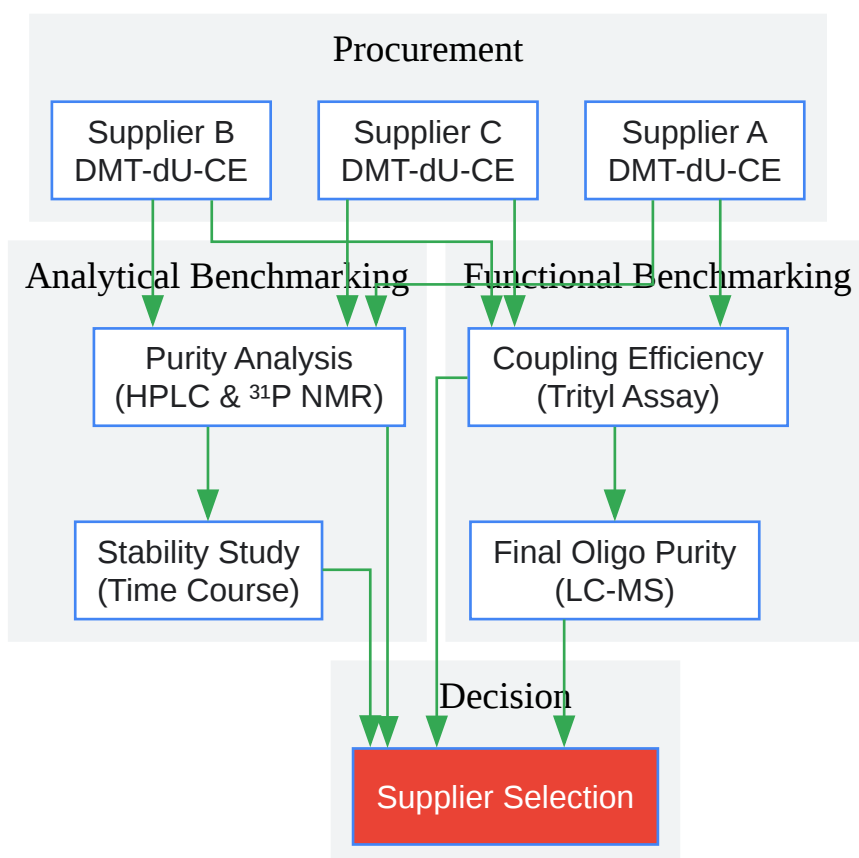 Procurement
Supplier B
DMT-dU-CE
Supplier C
DMT-dU-CE
Supplier A
DMT-dU-CE
Analytical Benchmarking
Functional Benchmarking
Purity Analysis
(HPLC & ³¹P NMR)
Coupling Efficiency
(Trityl Assay)
Stability Study
(Time Course)
Final Oligo Purity
(LC-MS)
Decision
Supplier Selection